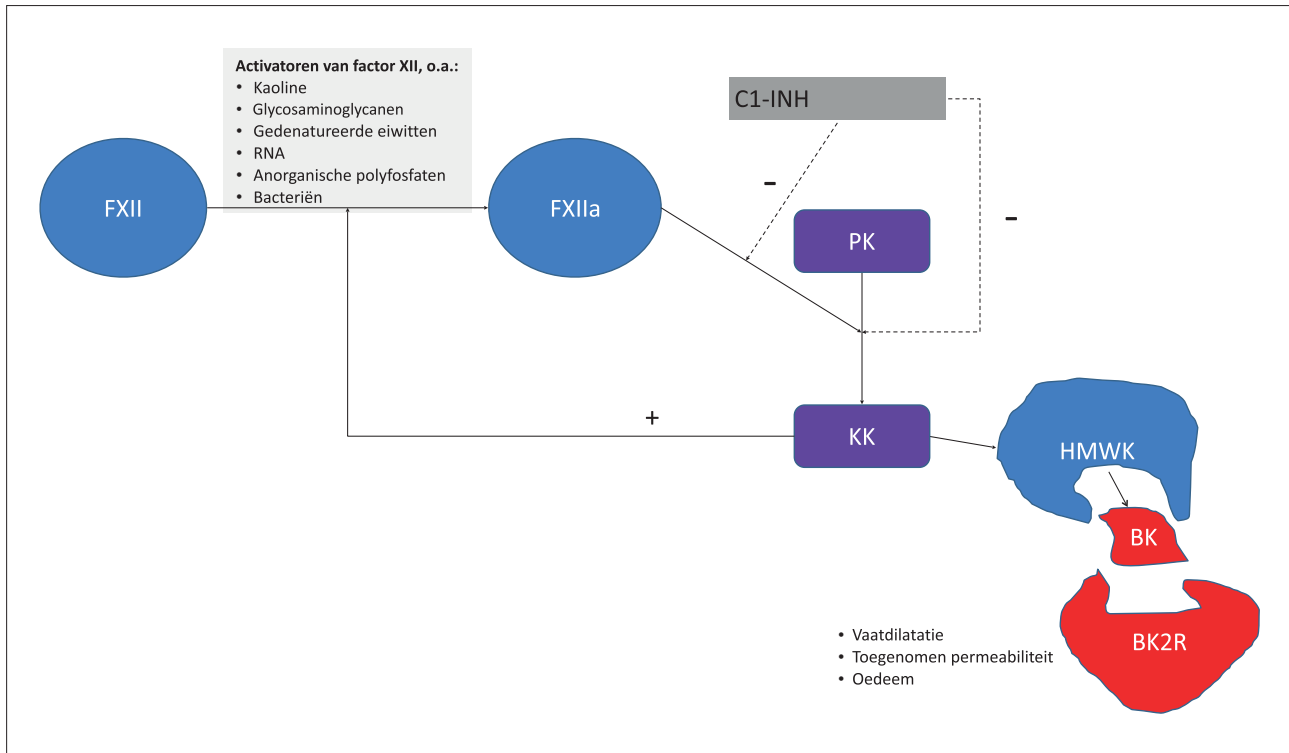 Activatoren van factor XII, o.a.:
• Kaoline
• Glycosaminoglycanen
• Gedenatureerde eiwitten
• RNA
• Anorganische polyfosfaten
• Bacteriën
C1-INH
FXII
FXIIa
–
PK
–
+
KK
HMWK
BK
BK2R
• Vaatdilatatie
• Toegenomen permeabiliteit
• Oedeem